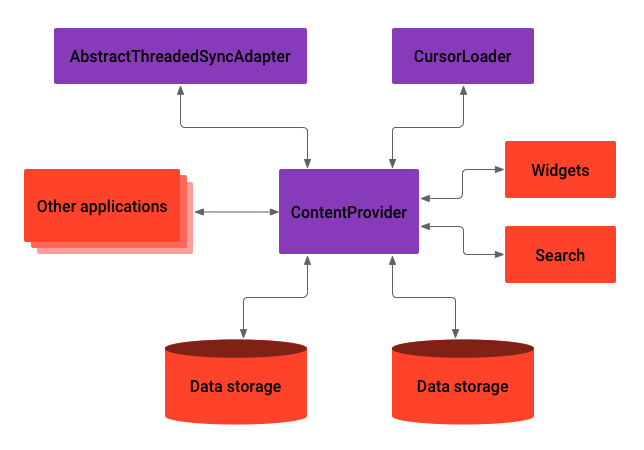 AbstractThreadedSyncAdapter
CursorLoader
Widgets
Other applications
ContentProvider
Search
Data storage
Data storage